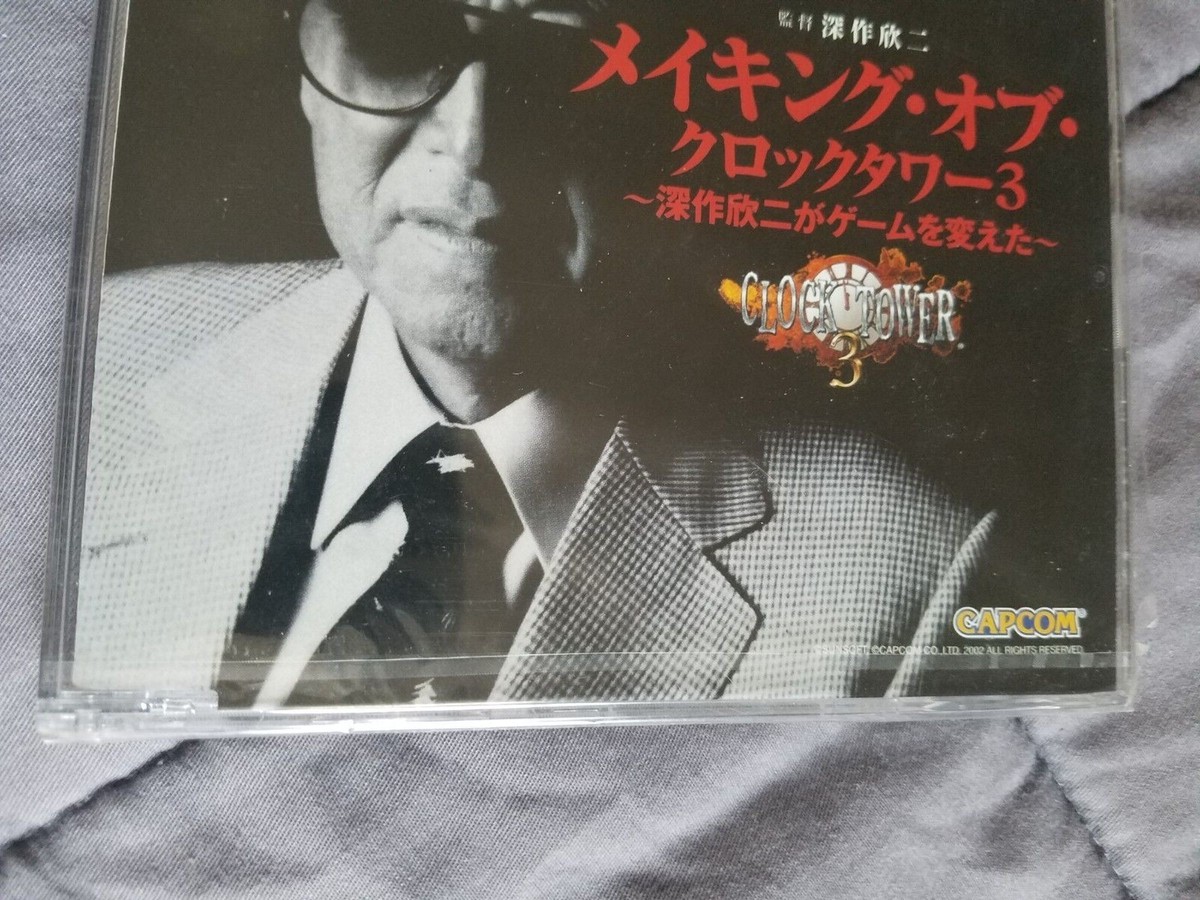 監督 深作欣二
メイキング・オブ・
クロックタワー3
～深作欣二がゲームを変えた～
CLOCK TOWER
3
CAPCOM
©SUNSOFT, ©CAPCOM CO.,LTD. 2002 ALL RIGHTS RESERVED.